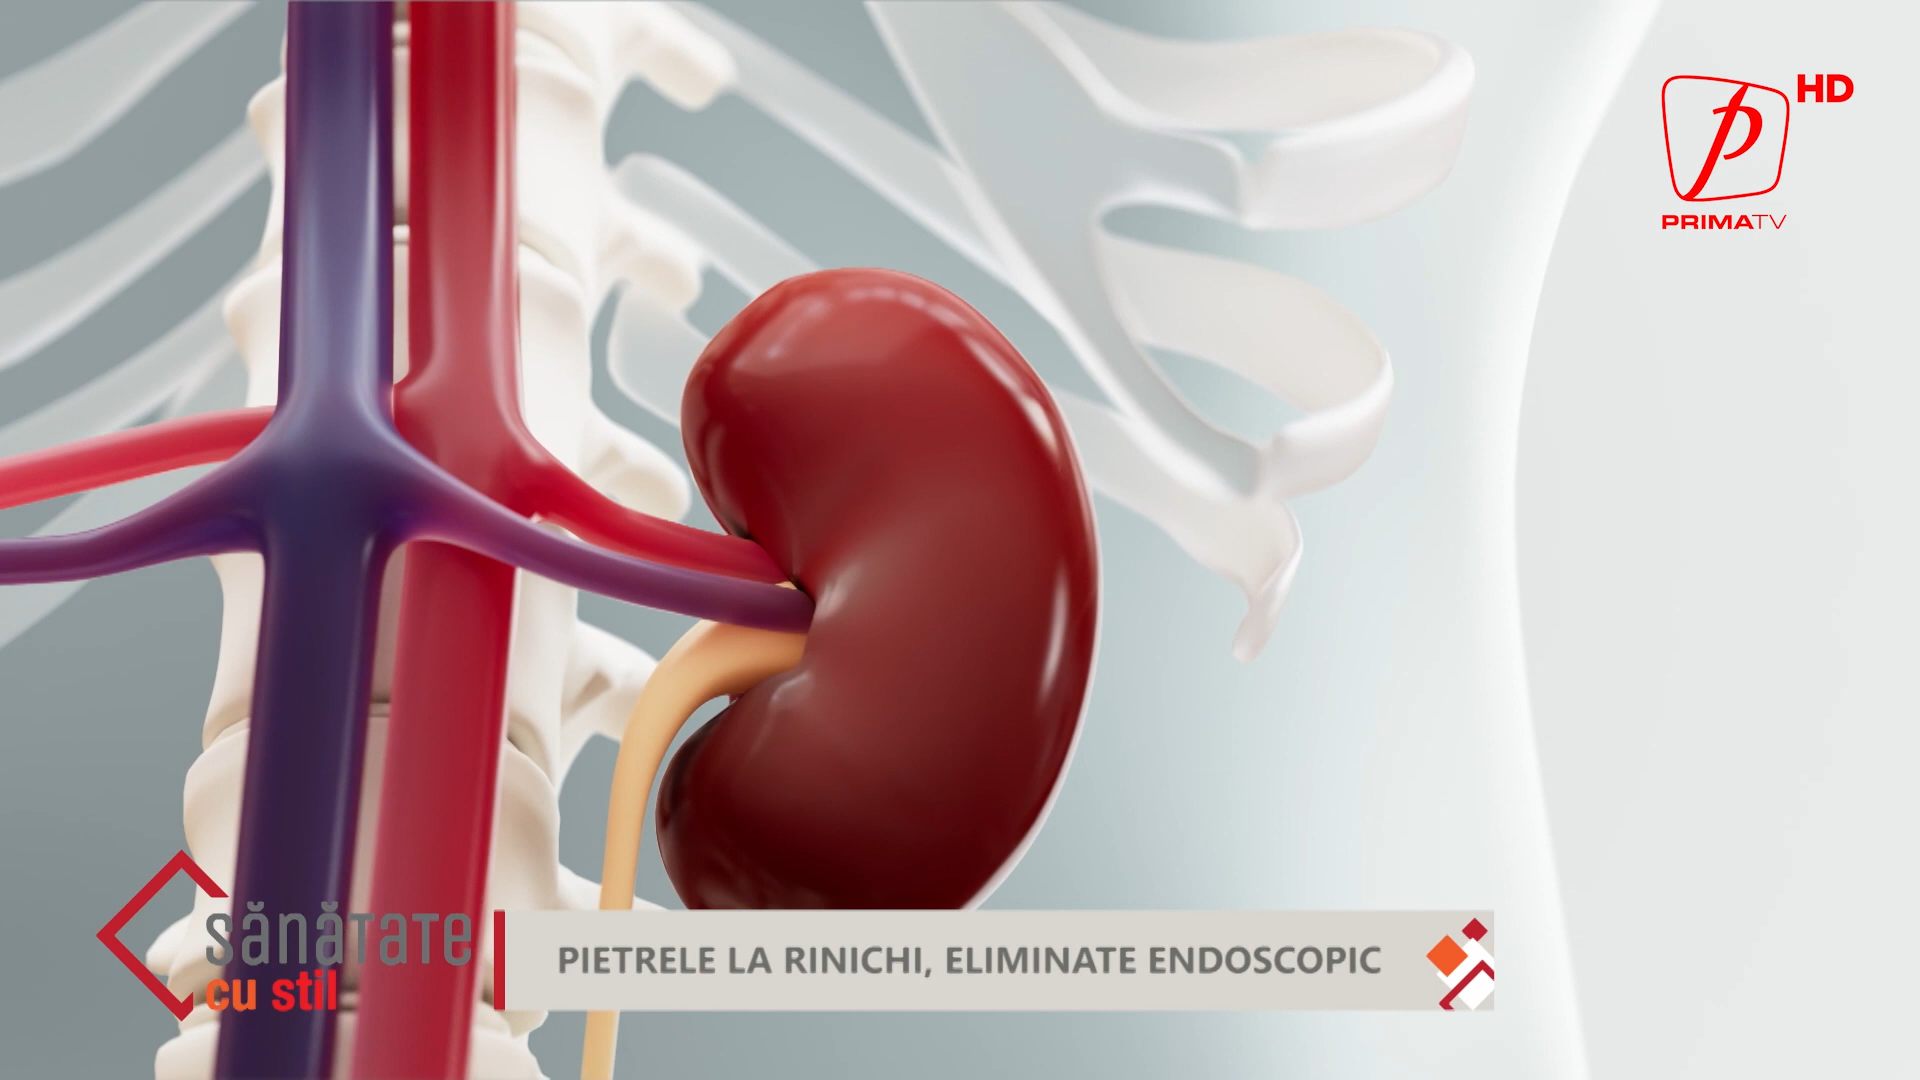 HD
PRIMATV
sănătate
cu stil
PIETRELE LA RINICHI, ELIMINATE ENDOSCOPIC